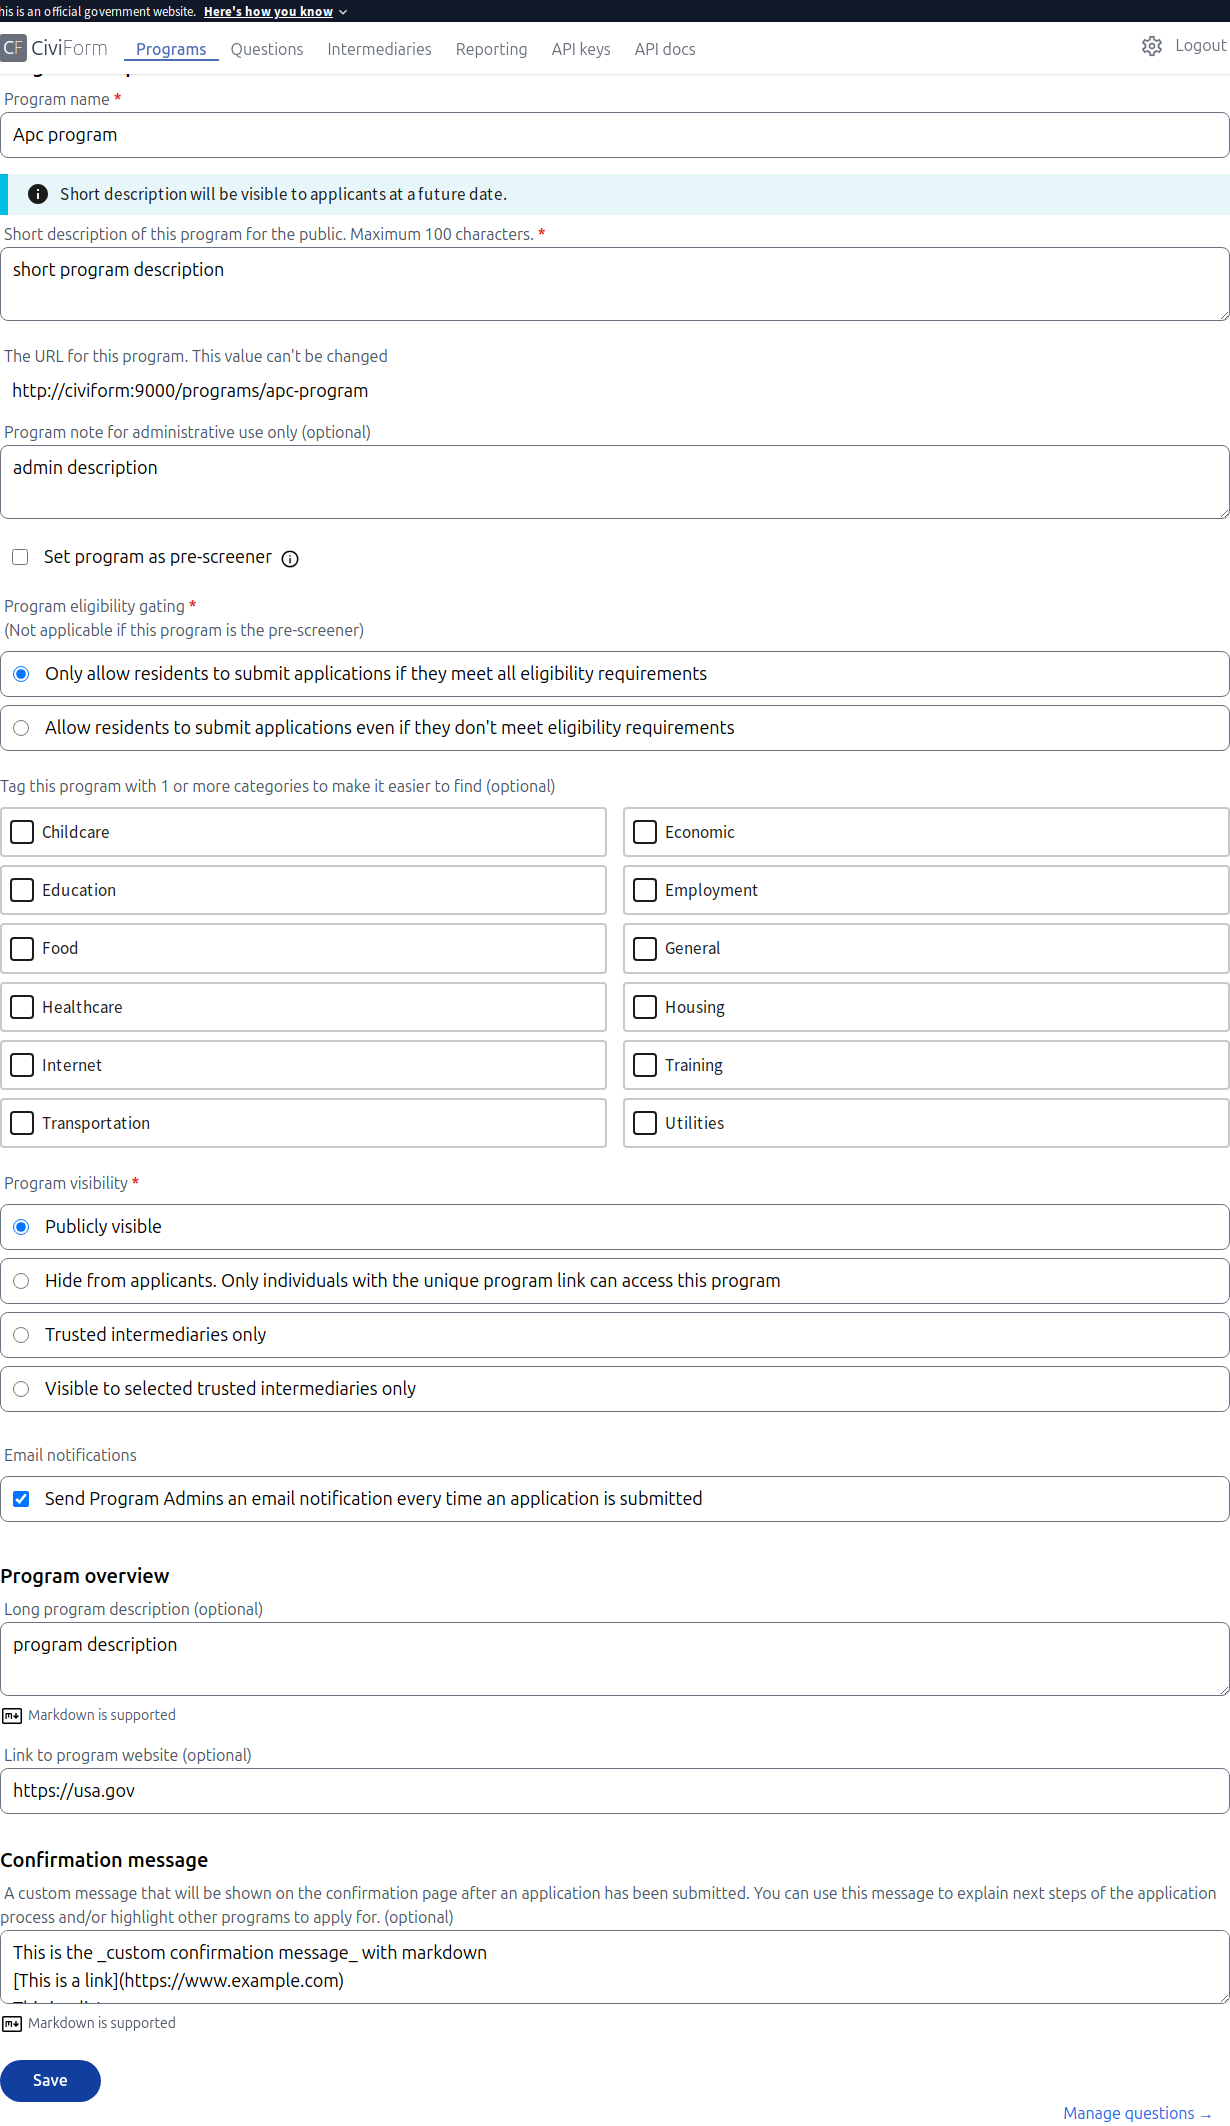 his is an official government website. Here's how you know
CF CiviForm Programs Questions Intermediaries Reporting API keys API docs Logout
Program name *
Apc program
Short description will be visible to applicants at a future date.
Short description of this program for the public. Maximum 100 characters. *
short program description
The URL for this program. This value can't be changed
http://civiform:9000/programs/apc-program
Program note for administrative use only (optional)
admin description
Set program as pre-screener
Program eligibility gating *
(Not applicable if this program is the pre-screener)
Only allow residents to submit applications if they meet all eligibility requirements
Allow residents to submit applications even if they don't meet eligibility requirements
Tag this program with 1 or more categories to make it easier to find (optional)
Childcare Economic
Education Employment
Food General
Healthcare Housing
Internet Training
Transportation Utilities
Program visibility *
Publicly visible
Hide from applicants. Only individuals with the unique program link can access this program
Trusted intermediaries only
Visible to selected trusted intermediaries only
Email notifications
Send Program Admins an email notification every time an application is submitted
Program overview
Long program description (optional)
program description
Markdown is supported
Link to program website (optional)
https://usa.gov
Confirmation message
A custom message that will be shown on the confirmation page after an application has been submitted. You can use this message to explain next steps of the application
process and/or highlight other programs to apply for. (optional)
This is the _custom confirmation message_ with markdown
[This is a link](https://www.example.com)
Markdown is supported
Save
Manage questions →